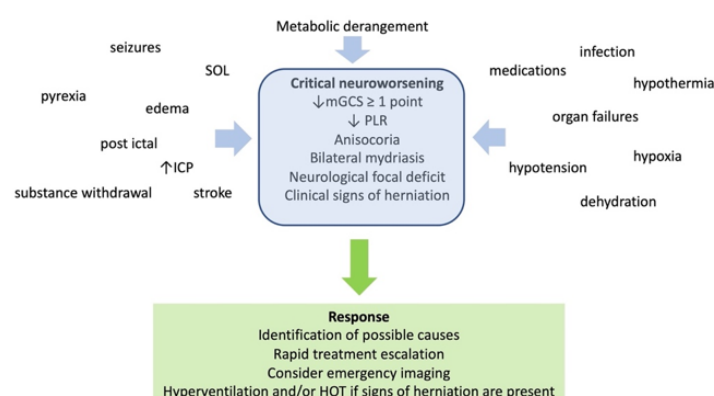 Metabolic derangement
seizures
SOL
pyrexia
edema
post ictal
↑ICP
substance withdrawal
stroke
Critical neuroworsening
↓mGCS ≥ 1 point
↓ PLR
Anisocoria
Bilateral mydriasis
Neurological focal deficit
Clinical signs of herniation
infection
medications
hypothermia
organ failures
hypoxia
hypotension
dehydration
Response
Identification of possible causes
Rapid treatment escalation
Consider emergency imaging
Hyperventilation and/or HOT if signs of herniation are present